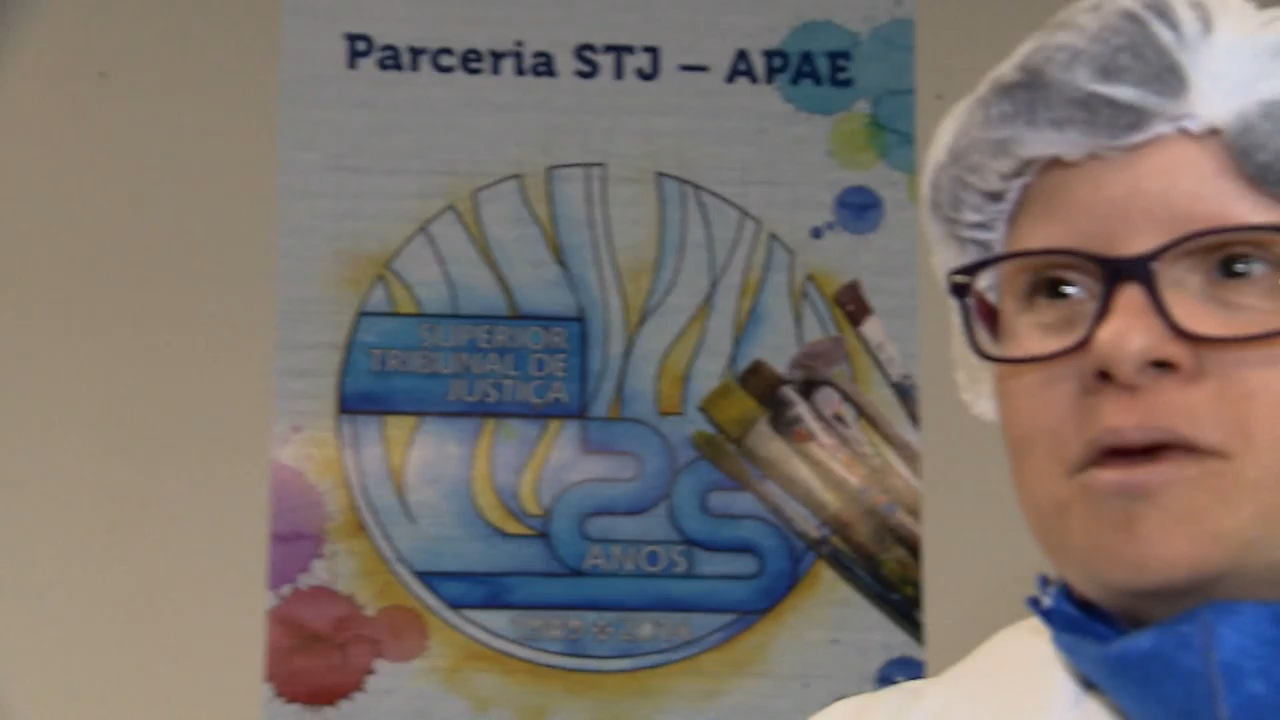 Parceria STJ – APAE
SUPERIOR
TRIBUNAL DE
JUSTIÇA
25
ANOS